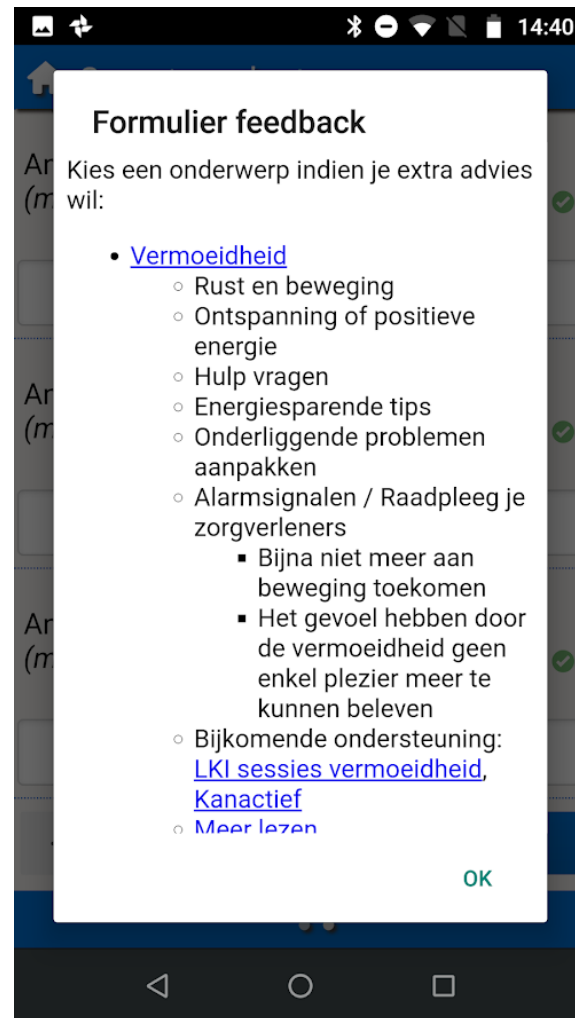 14:40
Formulier feedback
Kies een onderwerp indien je extra advies
wil:
Vermoeidheid
Rust en beweging
Ontspanning of positieve
energie
Hulp vragen
Energiesparende tips
Onderliggende problemen
aanpakken
Alarmsignalen / Raadpleeg je
zorgverleners
Bijna niet meer aan
beweging toekomen
Het gevoel hebben door
de vermoeidheid geen
enkel plezier meer te
kunnen beleven
Bijkomende ondersteuning:
LKI sessies vermoeidheid,
Kanactief
Meer lezen
OK